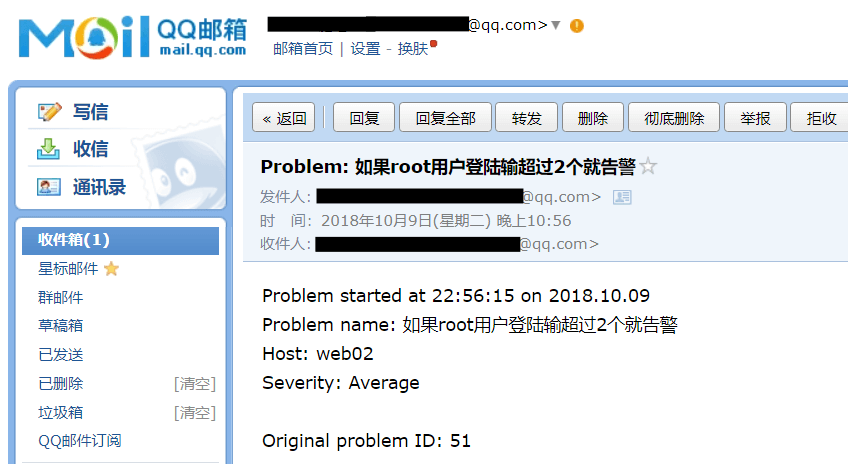 Mail QQ邮箱
mail.qq.com
@qq.com>
邮箱首页 | 设置 - 换肤
写信
收信
通讯录
收件箱(1)
星标邮件
群邮件
草稿箱
已发送
已删除 [清空]
垃圾箱 [清空]
QQ邮件订阅
« 返回 回复 回复全部 转发 删除 彻底删除 举报 拒收
Problem: 如果root用户登陆输超过2个就告警
发件人: @qq.com>
时 间: 2018年10月9日(星期二) 晚上10:56
收件人: @qq.com>
Problem started at 22:56:15 on 2018.10.09
Problem name: 如果root用户登陆输超过2个就告警
Host: web02
Severity: Average
Original problem ID: 51